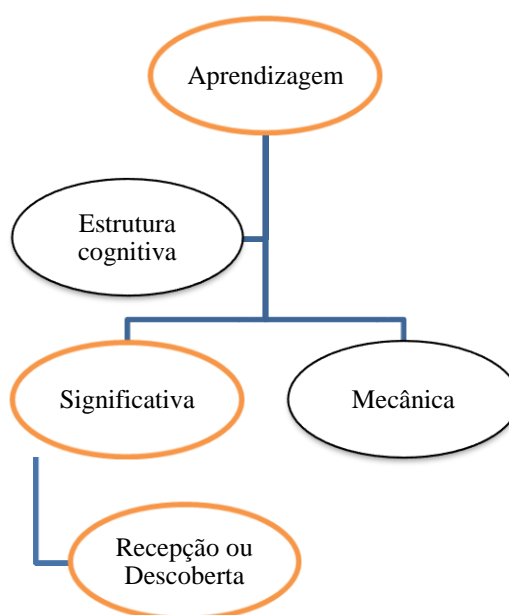 Aprendizagem
Estrutura
cognitiva
Significativa
Mecânica
Recepção ou
Descoberta